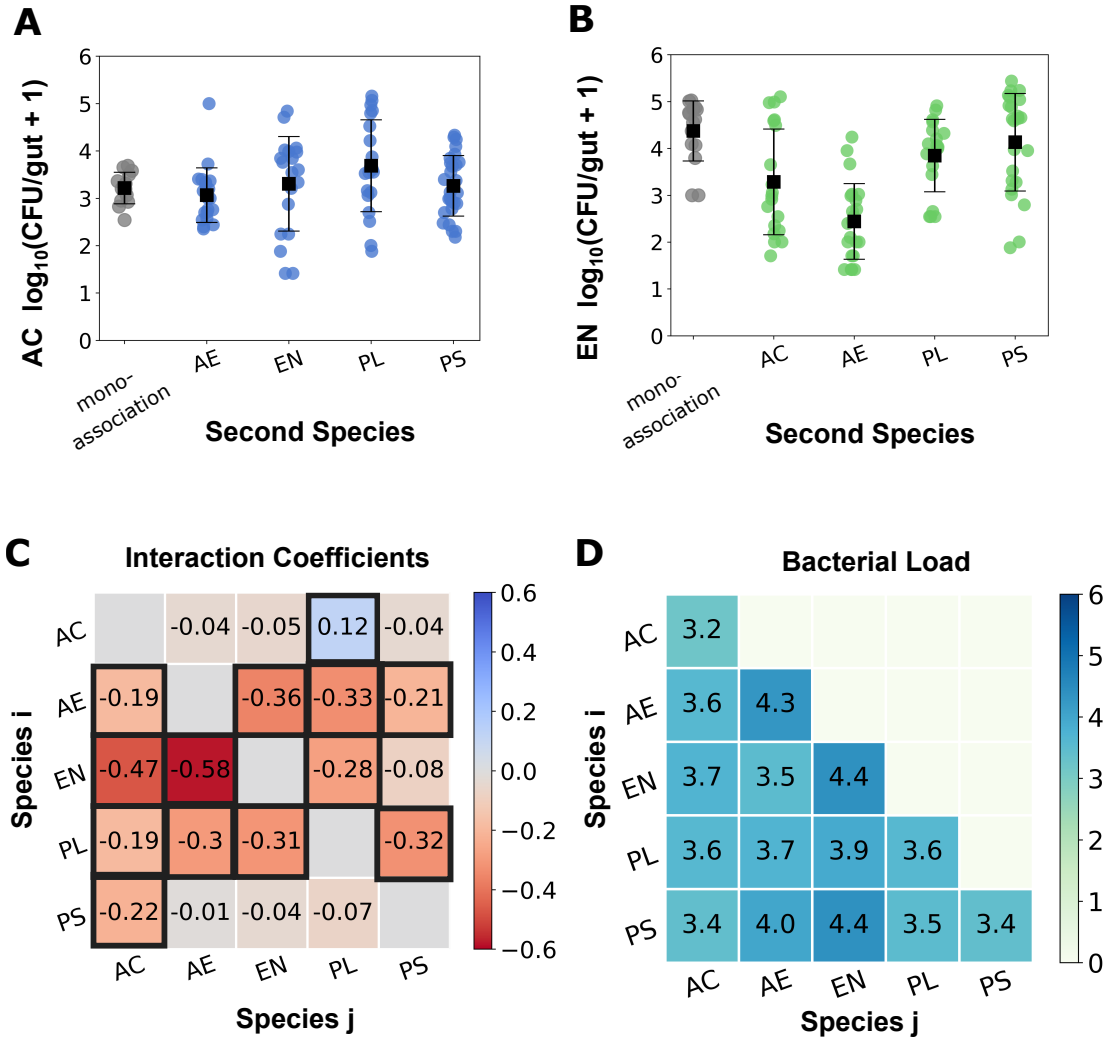 A
AC log₁₀(CFU/gut + 1)
6
5
4
3
2
1
0
mono-
association
AE
EN
PL
PS
Second Species
B
EN log₁₀(CFU/gut + 1)
6
5
4
3
2
1
0
mono-
association
AC
AE
PL
PS
Second Species
C
Interaction Coefficients
Species i
AC -0.04 -0.05 0.12 -0.04
AE -0.19 -0.36 -0.33 -0.21
EN -0.47 -0.58 -0.28 -0.08
PL -0.19 -0.3 -0.31 -0.32
PS -0.22 -0.01 -0.04 -0.07
AC AE EN PL PS
Species j
0.6
0.4
0.2
0.0
−0.2
−0.4
−0.6
D
Bacterial Load
Species i
AC 3.2
AE 3.6 4.3
EN 3.7 3.5 4.4
PL 3.6 3.7 3.9 3.6
PS 3.4 4.0 4.4 3.5 3.4
AC AE EN PL PS
Species j
6
5
4
3
2
1
0